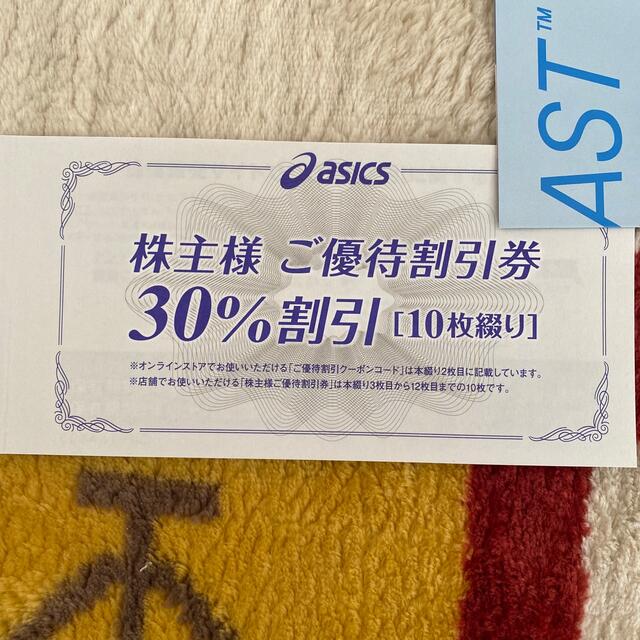 asics
株主様 ご優待割引券
30%割引 [10枚綴り]
※オンラインストアでお使いいただける「ご優待割引クーポンコード」は本綴り2枚目に記載しています。
※店舗でお使いいただける「株主様ご優待割引券」は本綴り3枚目から12枚目までの10枚です。
AST™